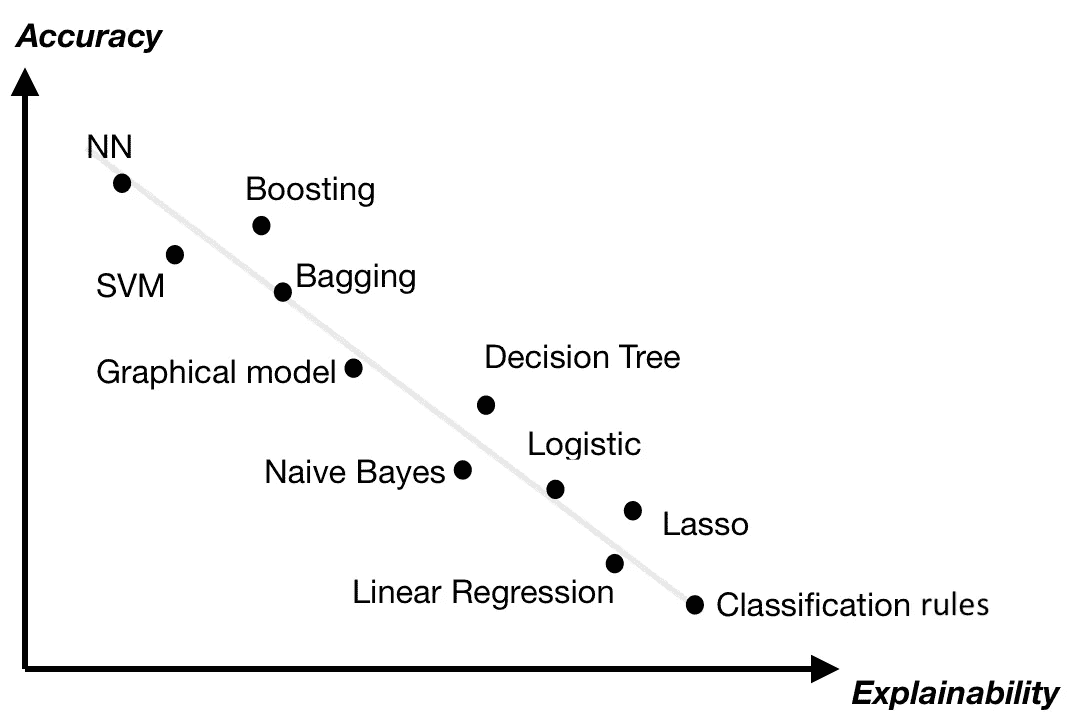 Accuracy
NN
Boosting
Bagging
SVM
Decision Tree
Graphical model
Logistic
Naive Bayes
Lasso
Linear Regression
Classification rules
Explainability